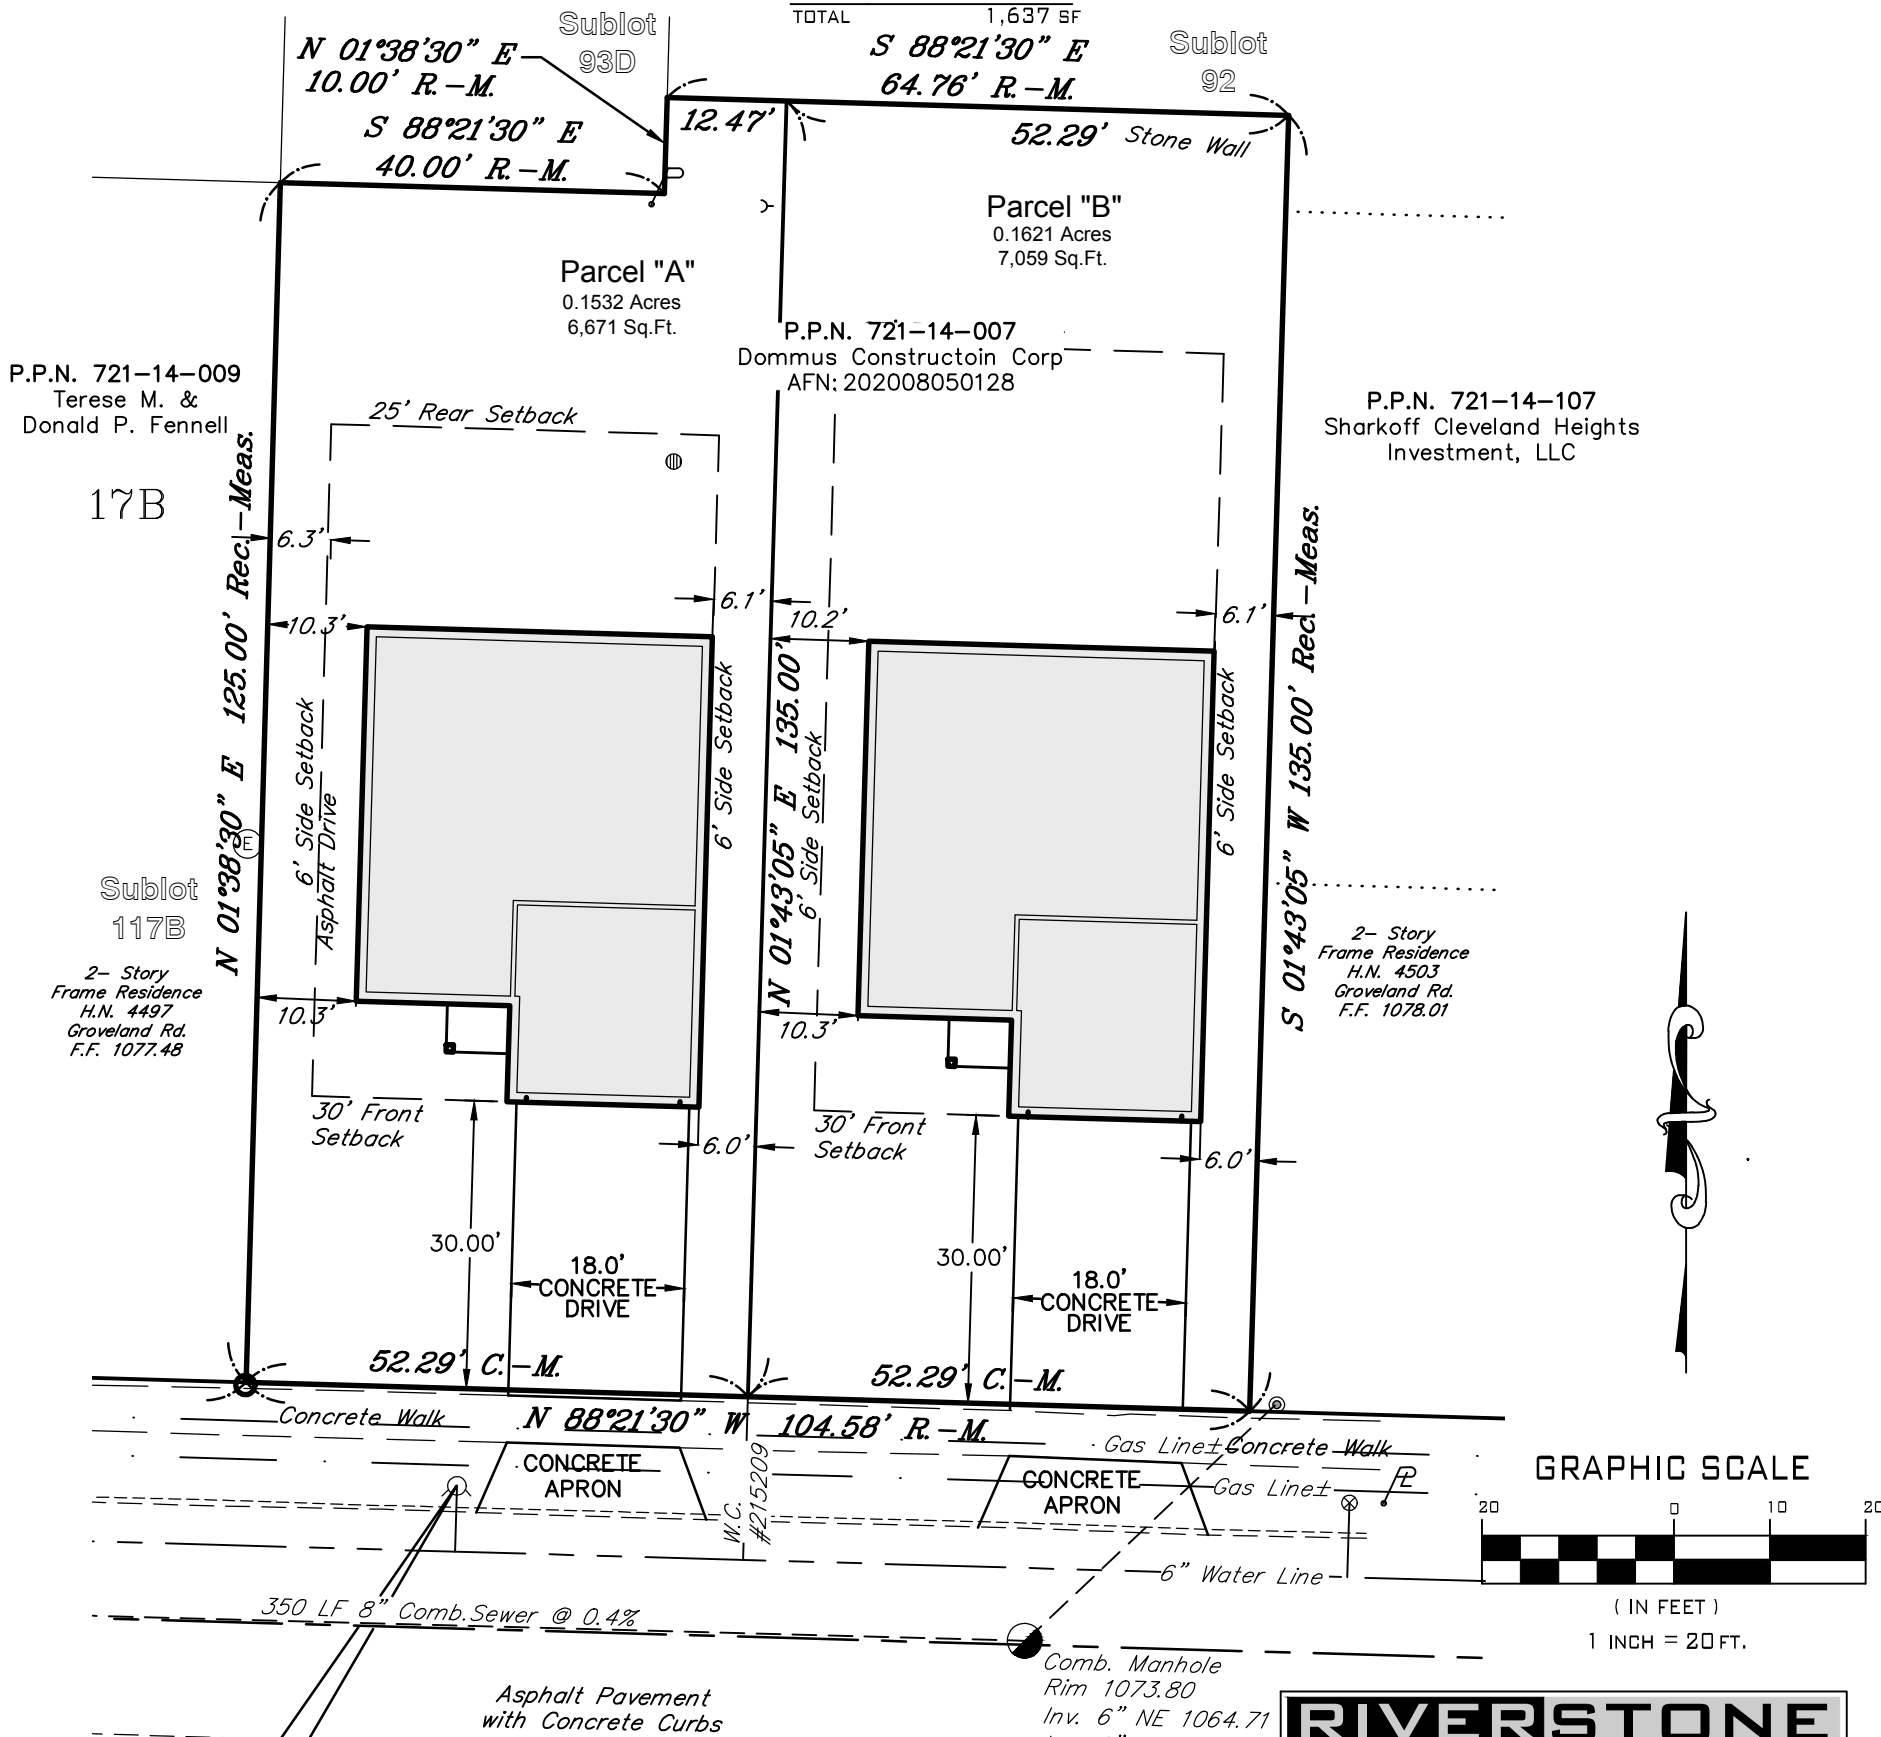 TOTAL 1,637 SF
Sublot
93D
N 01°38'30" E
10.00' R.-M.
S 88°21'30" E
40.00' R.-M.
S 88°21'30" E
64.76' R.-M.
Sublot
92
12.47'
52.29'
Stone Wall
Parcel "A"
0.1532 Acres
6,671 Sq.Ft.
Parcel "B"
0.1621 Acres
7,059 Sq.Ft.
P.P.N. 721-14-007
Dommus Constructoin Corp
AFN: 202008050128
P.P.N. 721-14-009
Terese M. &
Donald P. Fennell
17B
P.P.N. 721-14-107
Sharkoff Cleveland Heights
Investment, LLC
25' Rear Setback
N 01°38'30" E 125.00' Rec.-Meas.
6.3'
10.3'
6.1'
10.2'
6.1'
6' Side Setback
Asphalt Drive
6' Side Setback
N 01°43'05" E 135.00'
6' Side Setback
6' Side Setback
S 01°43'05" W 135.00' Rec.-Meas.
E
Sublot
117B
2- Story
Frame Residence
H.N. 4497
Groveland Rd.
F.F. 1077.48
2- Story
Frame Residence
H.N. 4503
Groveland Rd.
F.F. 1078.01
10.3'
10.3'
30' Front
Setback
30' Front
Setback
6.0'
6.0'
30.00'
30.00'
18.0'
CONCRETE
DRIVE
18.0'
CONCRETE
DRIVE
52.29' C.-M.
52.29' C.-M.
Concrete Walk
N 88°21'30" W 104.58' R.-M.
Gas Line±
Concrete Walk
CONCRETE
APRON
W.C.
#215209
CONCRETE
APRON
Gas Line±
6" Water Line
350 LF 8" Comb.Sewer @ 0.4%
Asphalt Pavement
with Concrete Curbs
Comb. Manhole
Rim 1073.80
Inv. 6" NE 1064.71
GRAPHIC SCALE
20 0 10 20
( IN FEET )
1 INCH = 20 FT.
RIVERSTONE